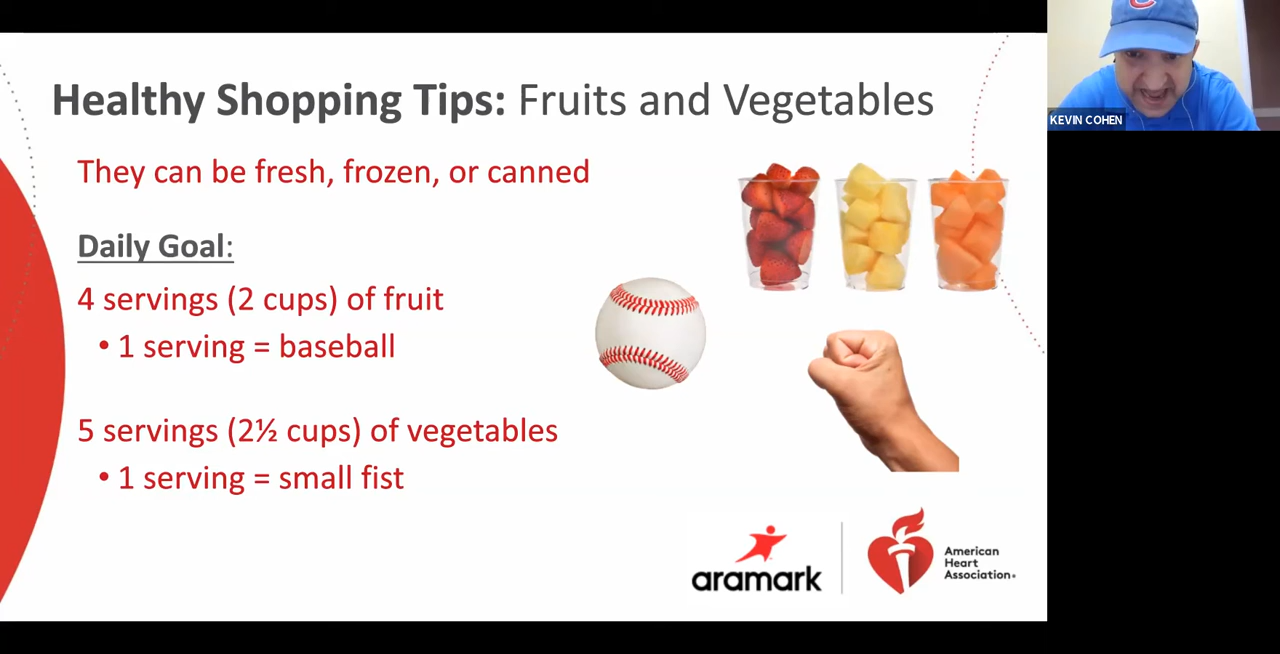 Healthy Shopping Tips: Fruits and Vegetables
They can be fresh, frozen, or canned
Daily Goal:
4 servings (2 cups) of fruit
• 1 serving = baseball
5 servings (2½ cups) of vegetables
• 1 serving = small fist
aramark
American
Heart
Association®
C
KEVIN COHEN